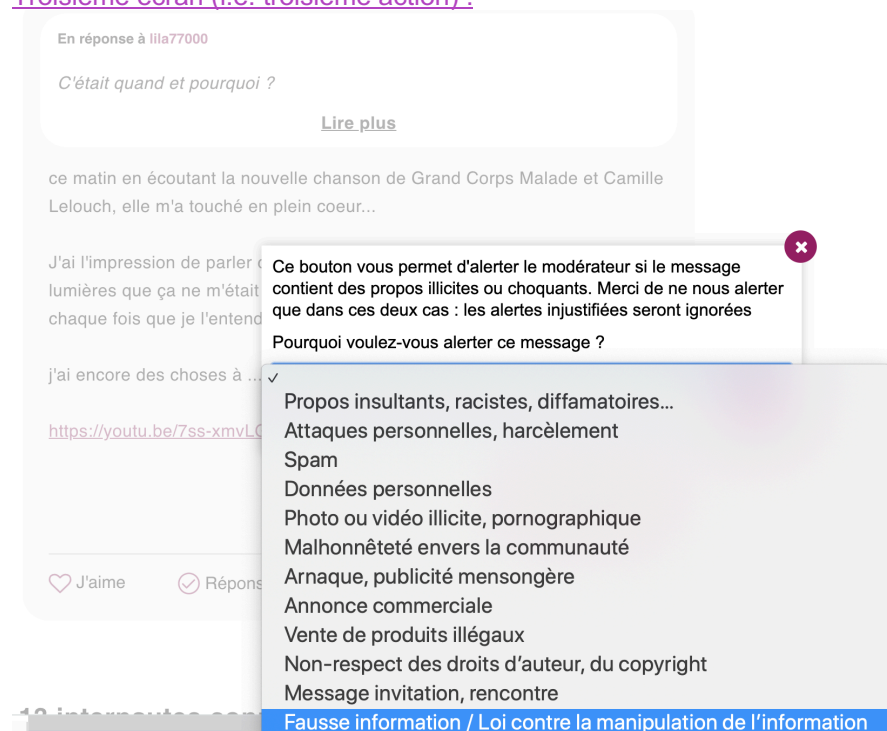 Troisième écran (i.e. troisième action) :
En réponse à lila77000
C'était quand et pourquoi ?
Lire plus
ce matin en écoutant la nouvelle chanson de Grand Corps Malade et Camille
Lelouch, elle m'a touché en plein coeur...
J'ai l'impression de parler
lumières que ça ne m'était
chaque fois que je l'entend
j'ai encore des choses à ...
https://youtu.be/7ss-xmvL
Ce bouton vous permet d'alerter le modérateur si le message
contient des propos illicites ou choquants. Merci de ne nous alerter
que dans ces deux cas : les alertes injustifiées seront ignorées
Pourquoi voulez-vous alerter ce message ?
✓
Propos insultants, racistes, diffamatoires...
Attaques personnelles, harcèlement
Spam
Données personnelles
Photo ou vidéo illicite, pornographique
Malhonnêteté envers la communauté
Arnaque, publicité mensongère
Annonce commerciale
Vente de produits illégaux
Non-respect des droits d'auteur, du copyright
Message invitation, rencontre
Fausse information / Loi contre la manipulation de l'information
J'aime
Répons
13 internautes